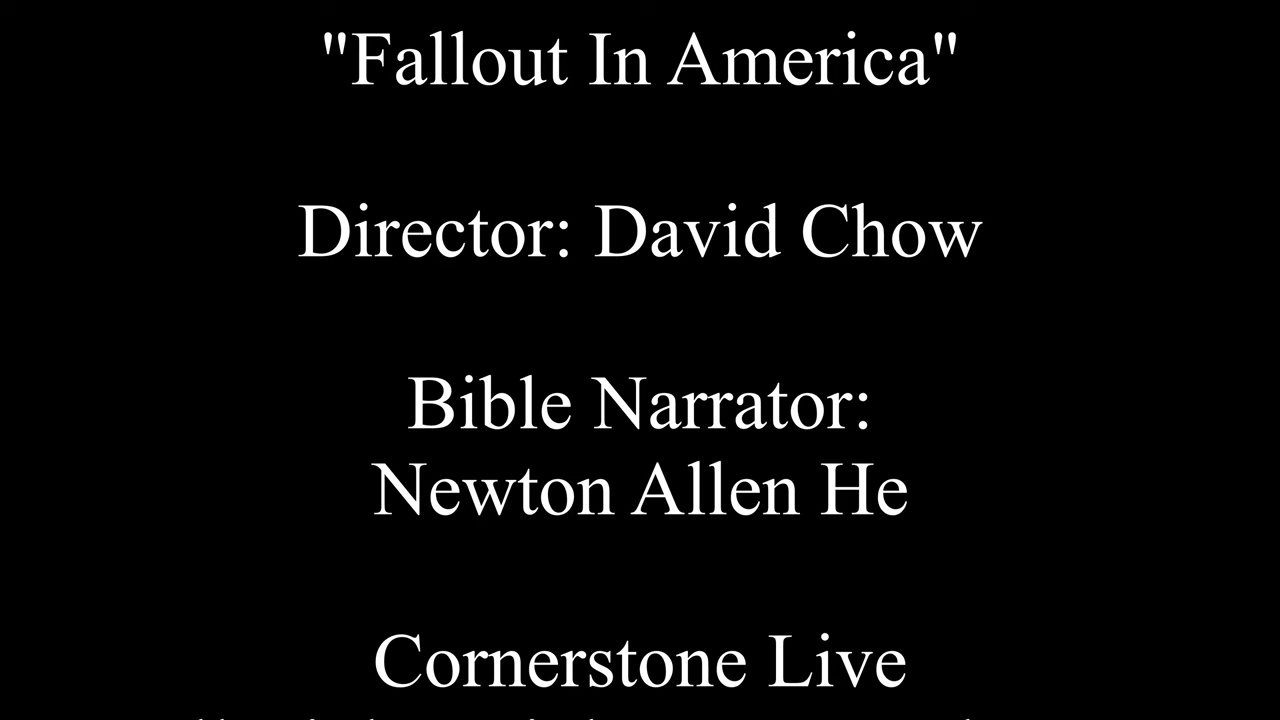 "Fallout In America"
Director: David Chow
Bible Narrator:
Newton Allen He
Cornerstone Live